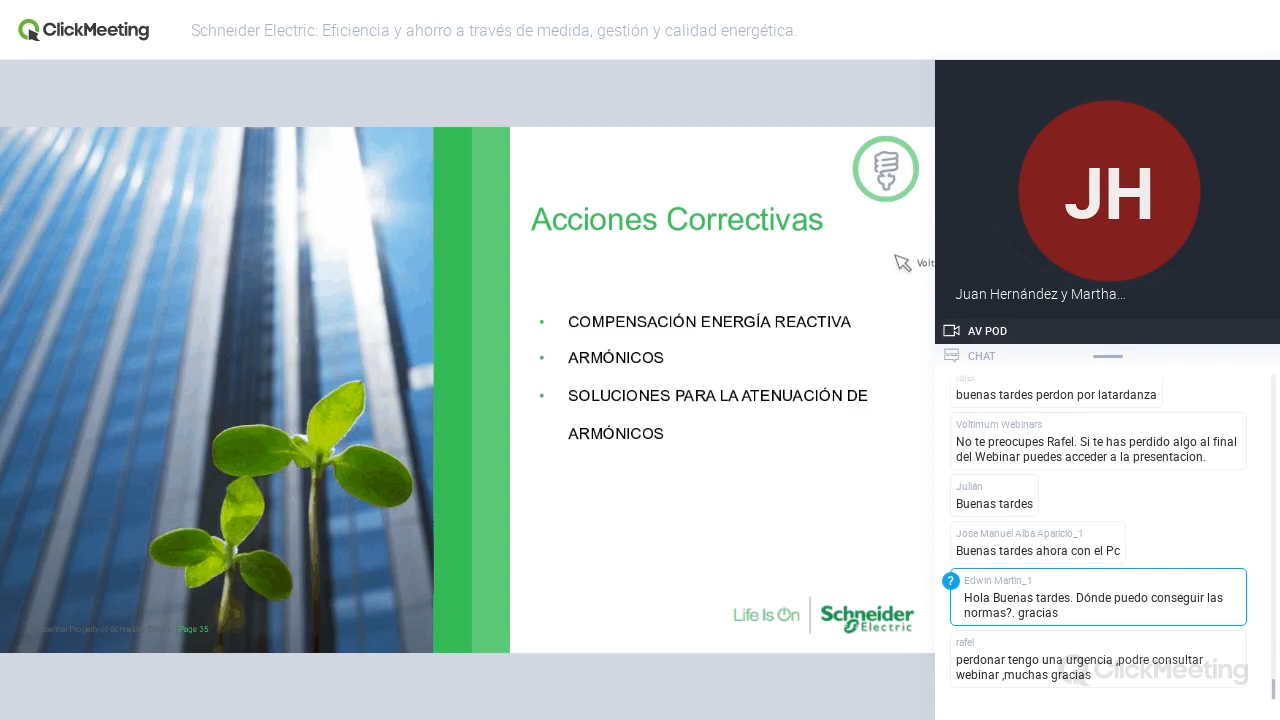 ClickMeeting
Schneider Electric: Eficiencia y ahorro a través de medida, gestión y calidad energética.
Acciones Correctivas
Volt
• COMPENSACIÓN ENERGÍA REACTIVA
• ARMÓNICOS
• SOLUCIONES PARA LA ATENUACIÓN DE
ARMÓNICOS
Property of Schneider
Page 35
Life Is On
Schneider
Electric
JH
Juan Hernández y Martha...
AV POD
CHAT
rafel
buenas tardes perdon por latardanza
Voltimum Webinars
No te preocupes Rafel. Si te has perdido algo al final
del Webinar puedes acceder a la presentacion.
Julián
Buenas tardes
Jose Manuel Alba Aparicio_1
Buenas tardes ahora con el Pc
?
Edwin Martin_1
Hola Buenas tardes. Dónde puedo conseguir las
normas?. gracias
rafel
perdonar tengo una urgencia ,podre consultar
webinar ,muchas gracias
ClickMeeting